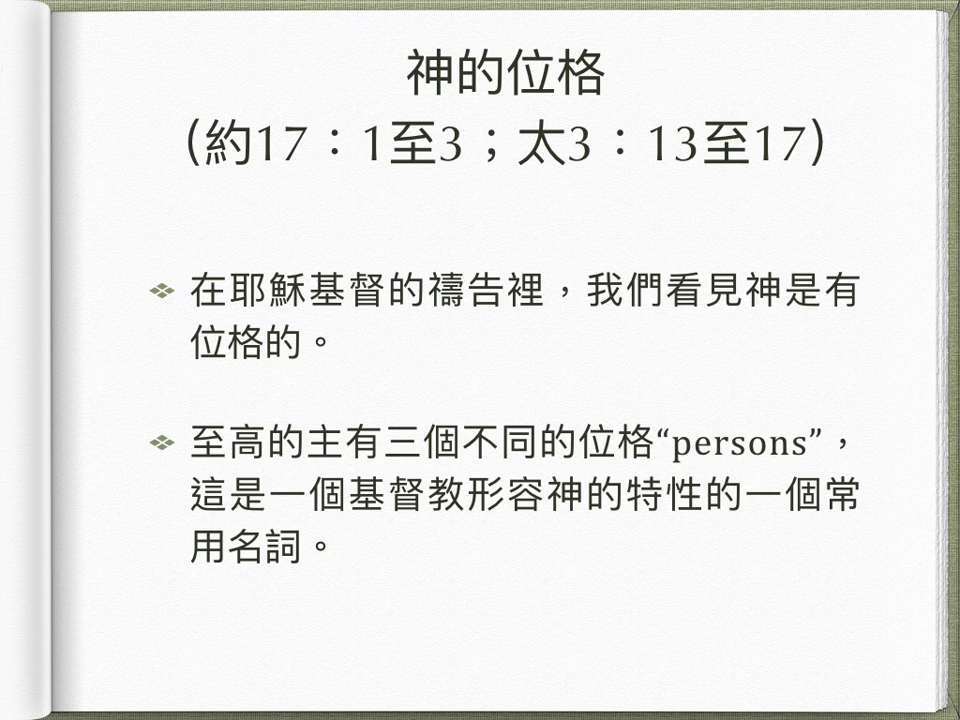 神的位格
(約17：1至3；太3：13至17)
在耶穌基督的禱告裡，我們看見神是有
位格的。
至高的主有三個不同的位格“persons”，
這是一個基督教形容神的特性的一個常
用名詞。